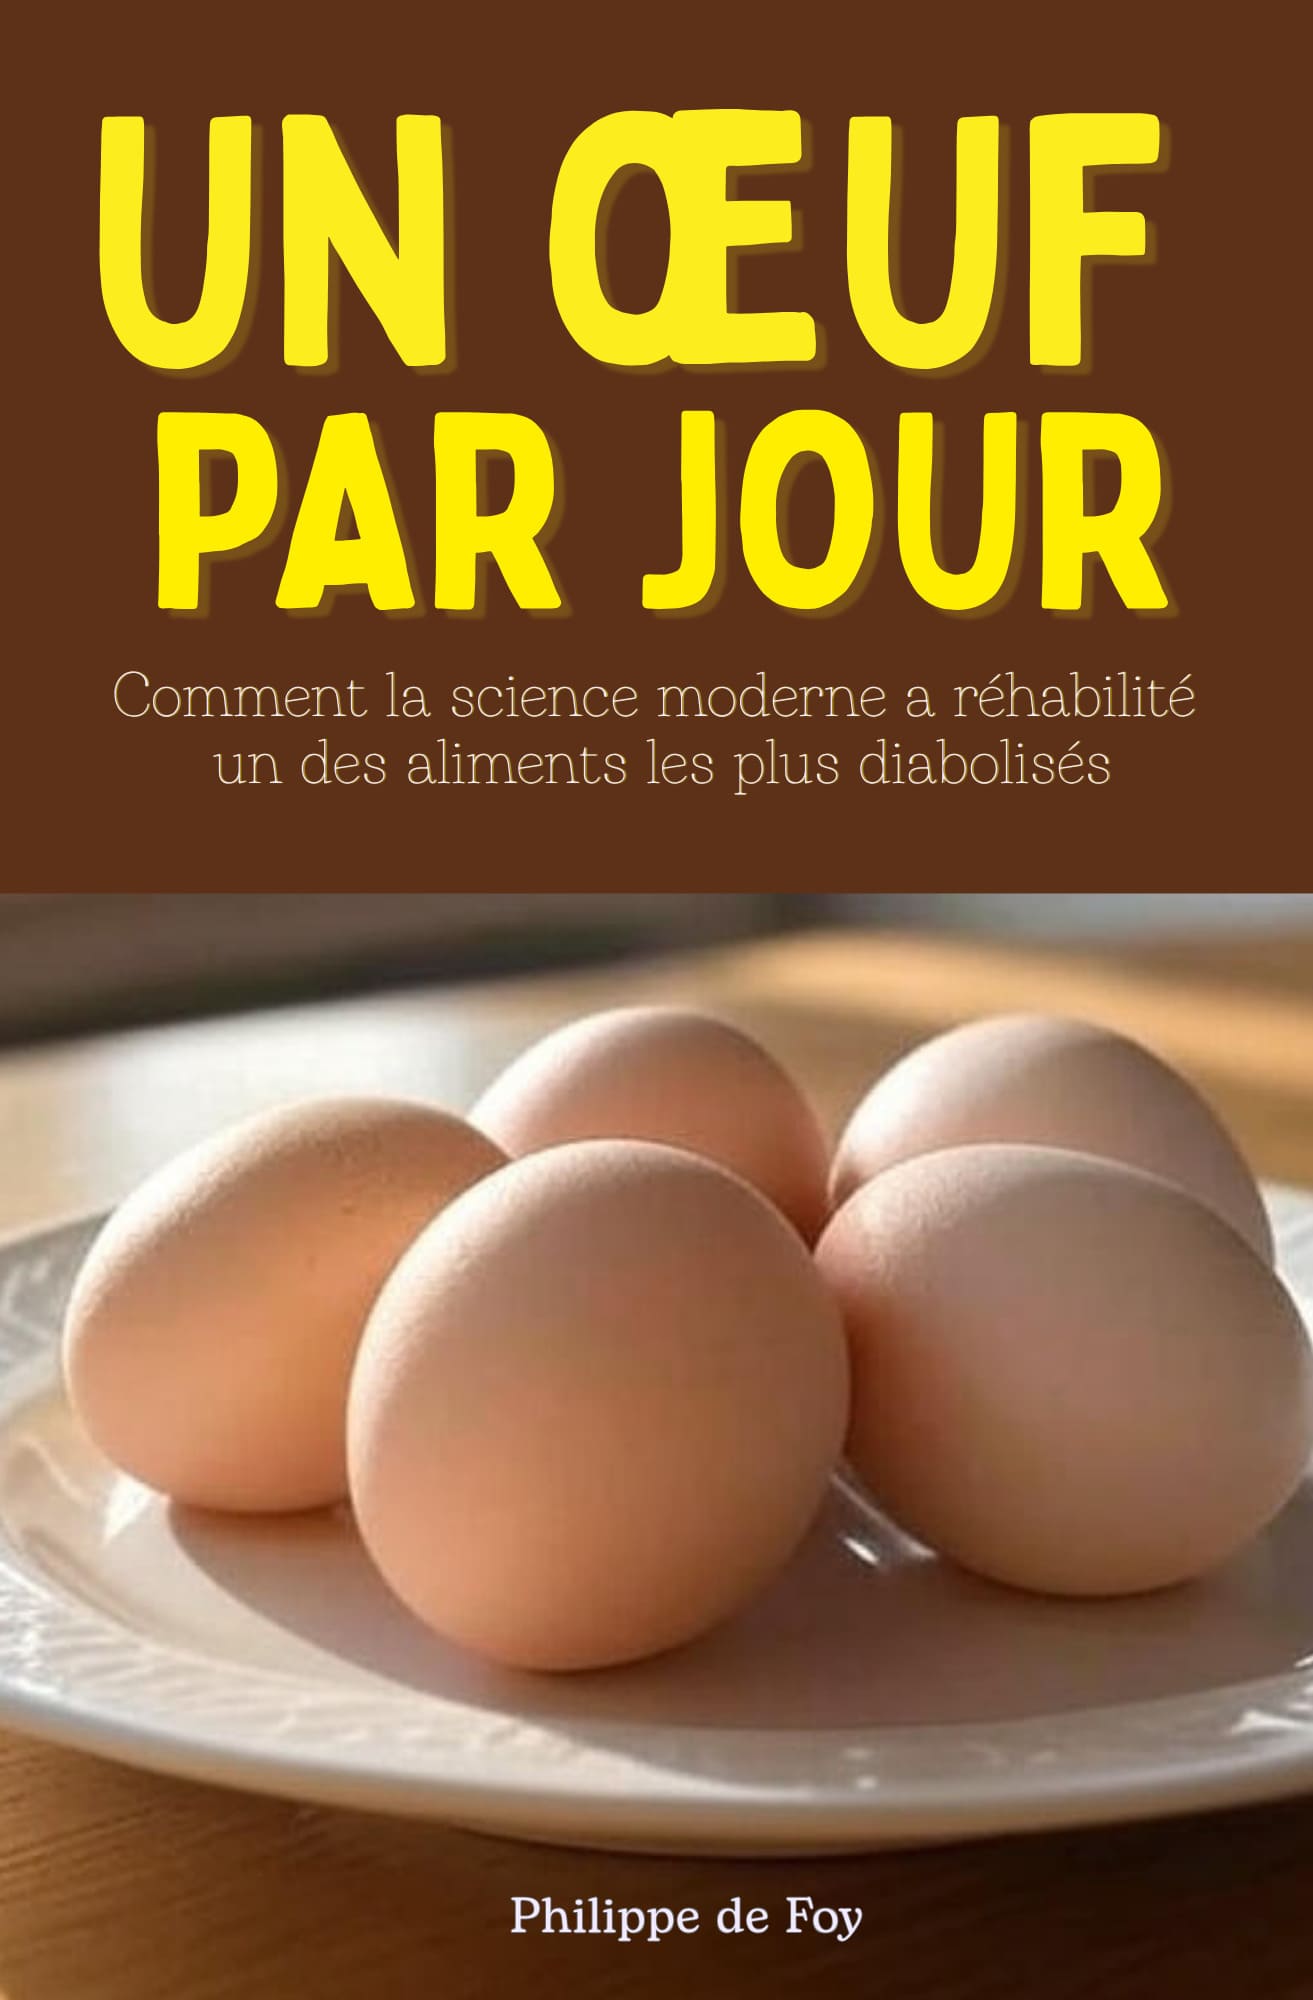 UN ŒUF
PAR JOUR
Comment la science moderne a réhabilité
un des aliments les plus diabolisés
Philippe de Foy